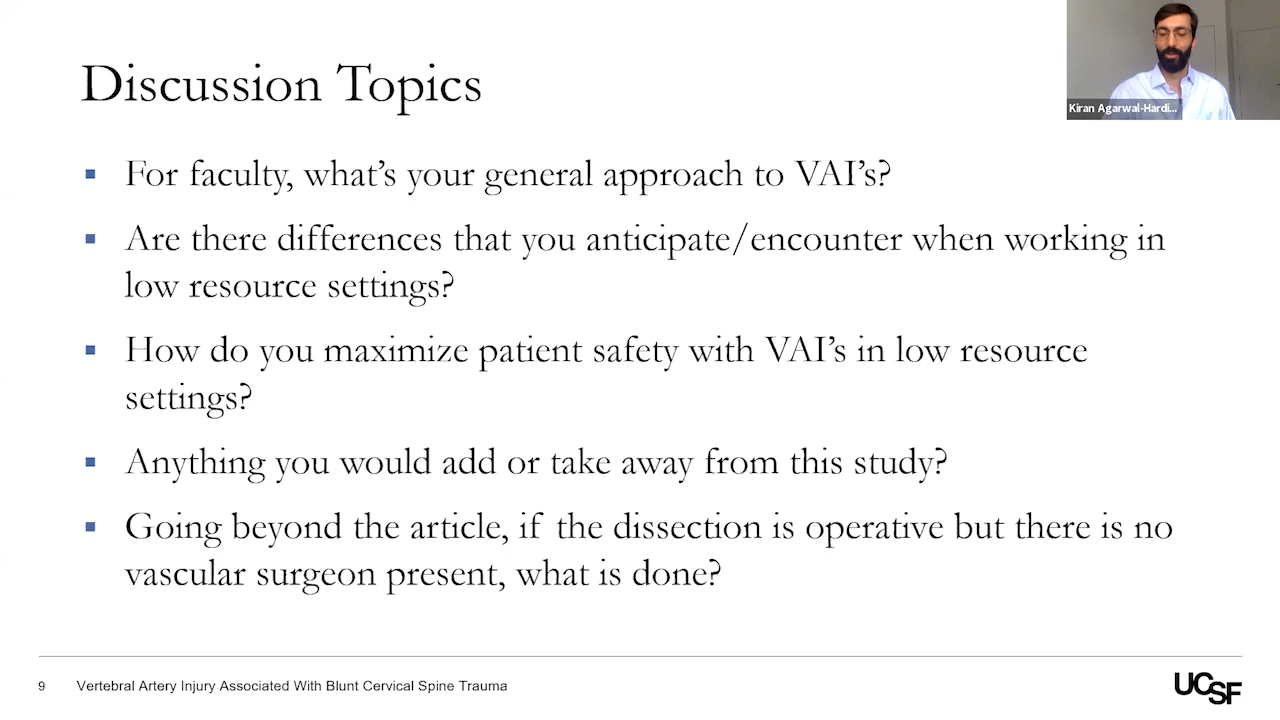 Discussion Topics
Kiran Agarwal-Hardi...
▪ For faculty, what's your general approach to VAI's?
▪ Are there differences that you anticipate/encounter when working in
low resource settings?
▪ How do you maximize patient safety with VAI's in low resource
settings?
▪ Anything you would add or take away from this study?
▪ Going beyond the article, if the dissection is operative but there is no
vascular surgeon present, what is done?
9 Vertebral Artery Injury Associated With Blunt Cervical Spine Trauma
UCSF